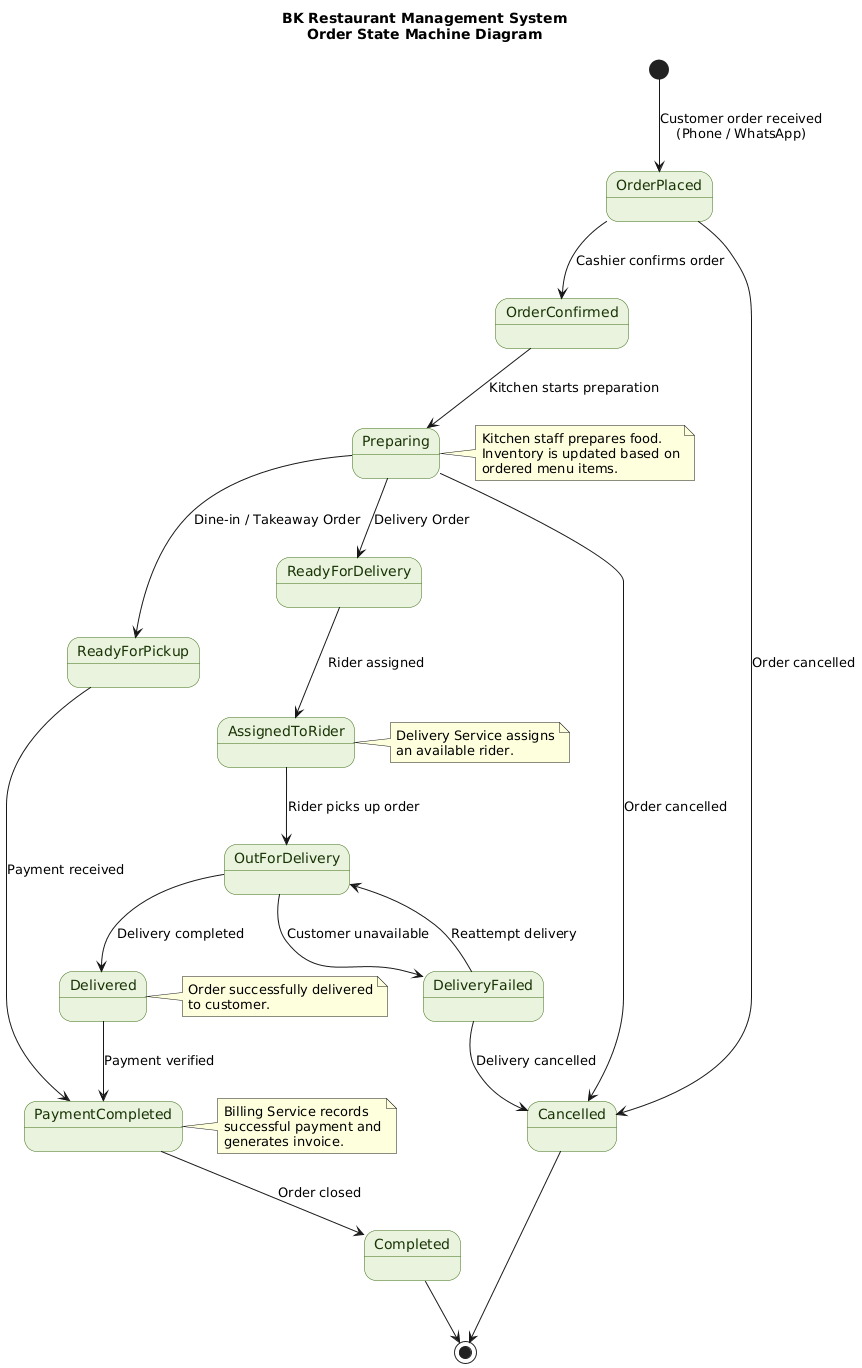 BK Restaurant Management System
Order State Machine Diagram
Customer order received
(Phone / WhatsApp)
OrderPlaced
Cashier confirms order
OrderConfirmed
Kitchen starts preparation
Preparing
Kitchen staff prepares food.
Inventory is updated based on
ordered menu items.
Dine-in / Takeaway Order
Delivery Order
ReadyForDelivery
ReadyForPickup
Rider assigned
Order cancelled
AssignedToRider
Delivery Service assigns
an available rider.
Rider picks up order
Order cancelled
OutForDelivery
Payment received
Delivery completed
Customer unavailable
Reattempt delivery
Delivered
Order successfully delivered
to customer.
DeliveryFailed
Payment verified
Delivery cancelled
PaymentCompleted
Billing Service records
successful payment and
generates invoice.
Cancelled
Order closed
Completed